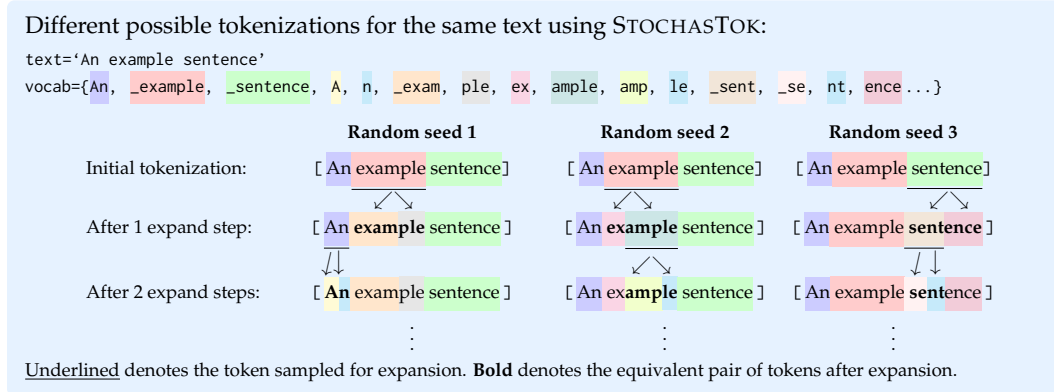 Different possible tokenizations for the same text using STOCHASTOK:
text=‘An example sentence’
vocab={An, _example, _sentence, A, n, _exam, ple, ex, ample, amp, le, _sent, _se, nt, ence...}
Random seed 1 Random seed 2 Random seed 3
Initial tokenization: [ An example sentence ] [ An example sentence ] [ An example sentence ]
After 1 expand step: [ An example sentence ] [ An example sentence ] [ An example sentence ]
After 2 expand steps: [ An example sentence ] [ An example sentence ] [ An example sentence ]
Underlined denotes the token sampled for expansion. Bold denotes the equivalent pair of tokens after expansion.